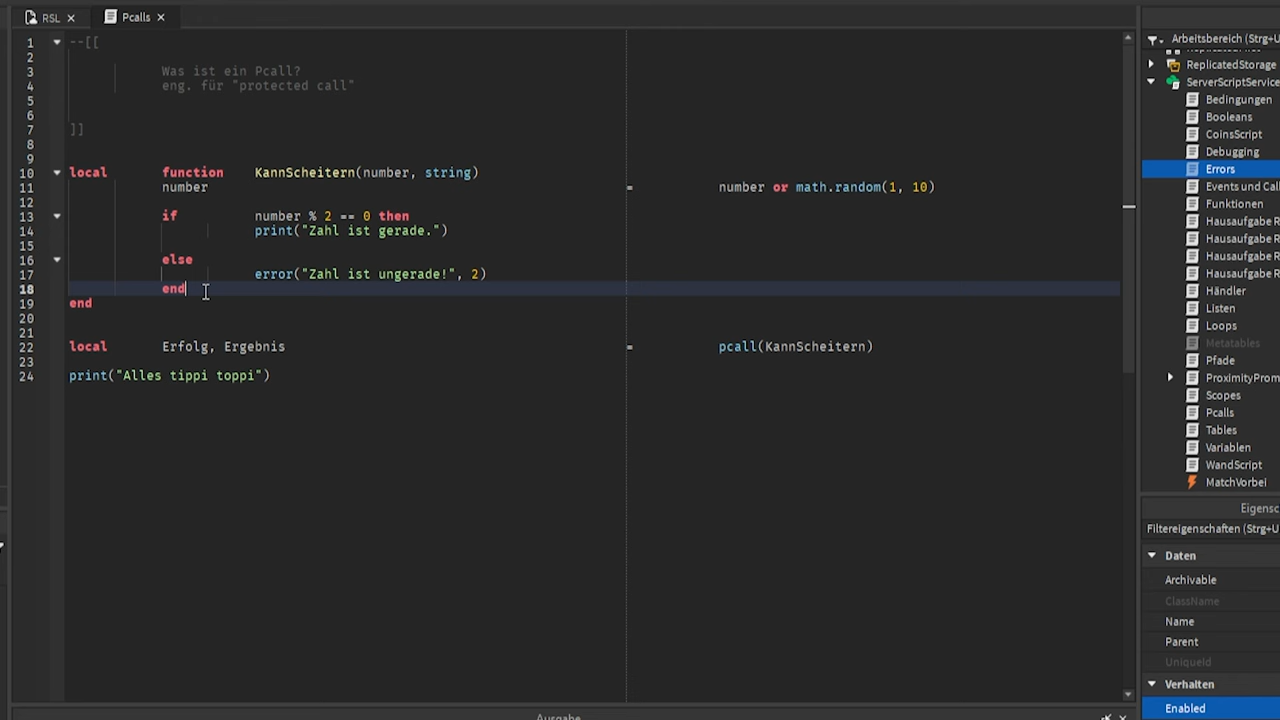 RSL
Pcalls
1 --[[
2
3 Was ist ein Pcall?
4 eng. für "protected call"
5
6
7 ]]
8
9
10 local function KannScheitern(number, string)
11 number = number or math.random(1, 10)
12
13 if number % 2 == 0 then
14 print("Zahl ist gerade.")
15
16 else
17 error("Zahl ist ungerade!", 2)
18 end
19 end
20
21
22 local Erfolg, Ergebnis = pcall(KannScheitern)
23
24 print("Alles tippi toppi")
Arbeitsbereich (Strg+U
ReplicatedStorage
ServerScriptService
Bedingungen
Booleans
CoinsScript
Debugging
Errors
Events und Call
Funktionen
Hausaufgabe R
Hausaufgabe R
Hausaufgabe R
Hausaufgabe R
Händler
Listen
Loops
Metatables
Pfade
ProximityProm
Scopes
Pcalls
Tables
Variablen
WandScript
MatchVorbei
Eigensc
Filtereigenschaften (Strg+U
Daten
Archivable
ClassName
Name
Parent
UniqueId
Verhalten
Enabled
Ausgabe